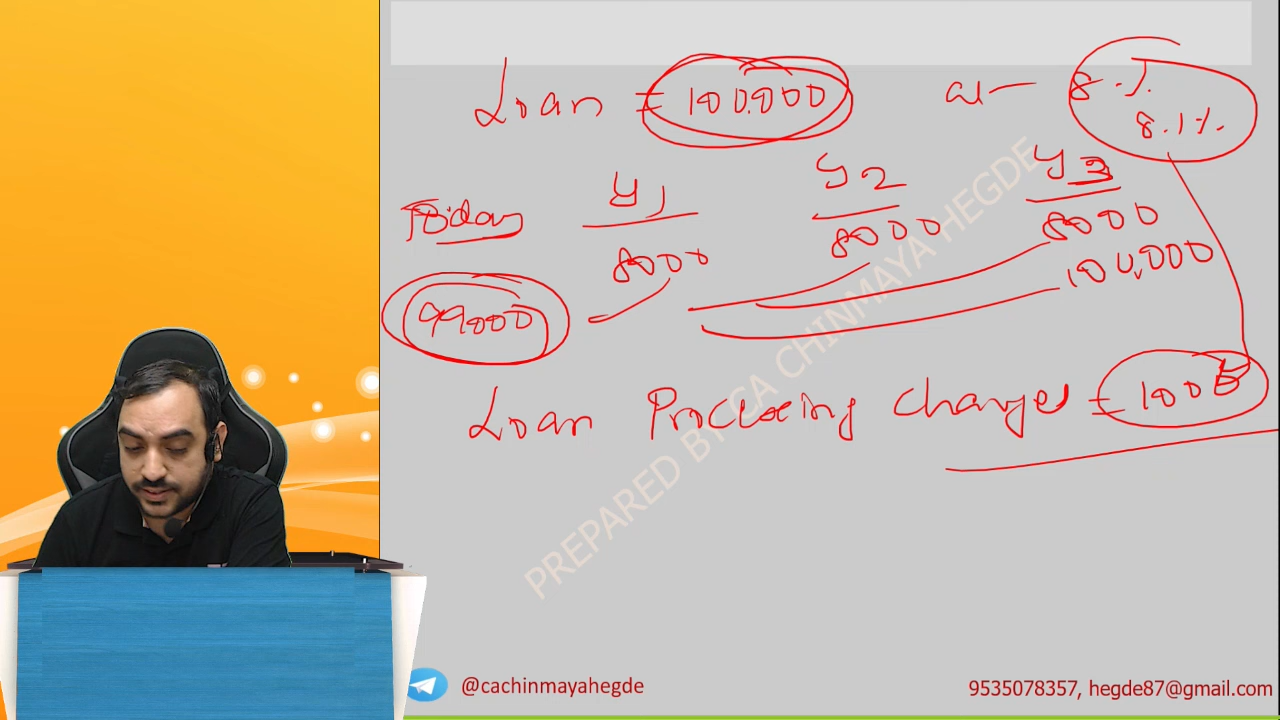 Loan = 100,000 at 8%
8.1%
Today Y1 Y2 Y3
8000 8000 8000
100,000
99000
Loan Processing Charges = 1000
PREPARED BY CA CHINMAYA HEGDE
@cachinmayahegde
9535078357, hegde87@gmail.com